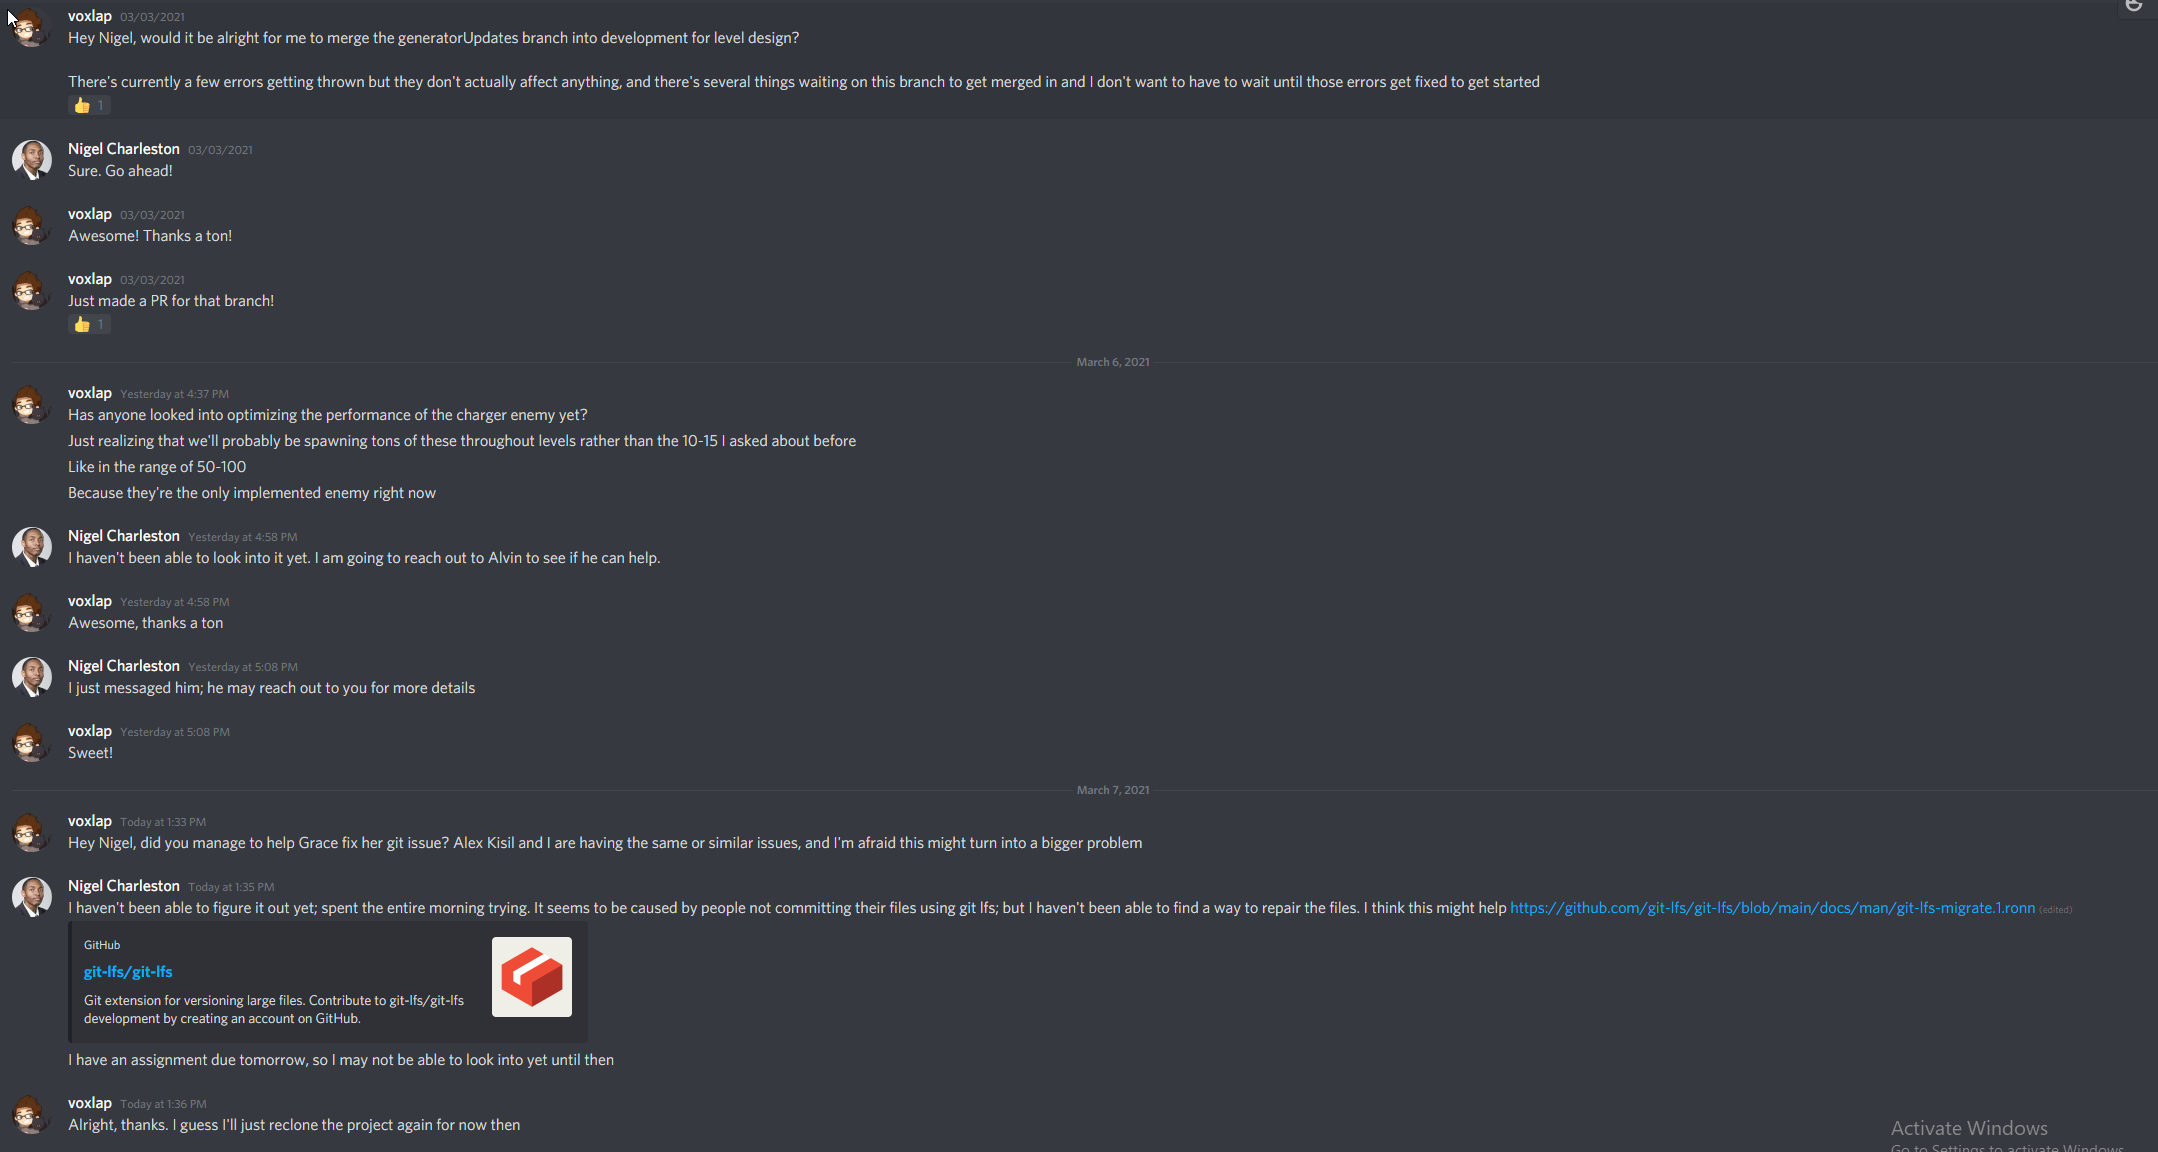 voxlap 03/03/2021
Hey Nigel, would it be alright for me to merge the generatorUpdates branch into development for level design?
There's currently a few errors getting thrown but they don't actually affect anything, and there's several things waiting on this branch to get merged in and I don't want to have to wait until those errors get fixed to get started
👍 1
Nigel Charleston 03/03/2021
Sure. Go ahead!
voxlap 03/03/2021
Awesome! Thanks a ton!
voxlap 03/03/2021
Just made a PR for that branch!
👍 1
March 6, 2021
voxlap Yesterday at 4:37 PM
Has anyone looked into optimizing the performance of the charger enemy yet?
Just realizing that we'll probably be spawning tons of these throughout levels rather than the 10-15 I asked about before
Like in the range of 50-100
Because they're the only implemented enemy right now
Nigel Charleston Yesterday at 4:58 PM
I haven't been able to look into it yet. I am going to reach out to Alvin to see if he can help.
voxlap Yesterday at 4:58 PM
Awesome, thanks a ton
Nigel Charleston Yesterday at 5:08 PM
I just messaged him; he may reach out to you for more details
voxlap Yesterday at 5:08 PM
Sweet!
March 7, 2021
voxlap Today at 1:33 PM
Hey Nigel, did you manage to help Grace fix her git issue? Alex Kisil and I are having the same or similar issues, and I'm afraid this might turn into a bigger problem
Nigel Charleston Today at 1:35 PM
I haven't been able to figure it out yet; spent the entire morning trying. It seems to be caused by people not committing their files using git lfs; but I haven't been able to find a way to repair the files. I think this might help https://github.com/git-lfs/git-lfs/blob/main/docs/man/git-lfs-migrate.1.ronn (edited)
GitHub
git-lfs/git-lfs
Git extension for versioning large files. Contribute to git-lfs/git-lfs
development by creating an account on GitHub.
I have an assignment due tomorrow, so I may not be able to look into yet until then
voxlap Today at 1:36 PM
Alright, thanks. I guess I'll just reclone the project again for now then
Activate Windows
Go to Settings to activate Windows.